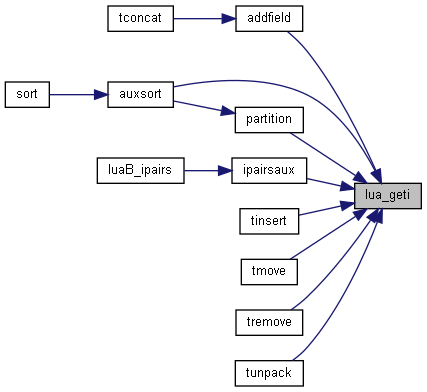 tconcat
addfield
sort
auxsort
partition
luaB_ipairs
ipairsaux
lua_geti
tinsert
tmove
tremove
tunpack